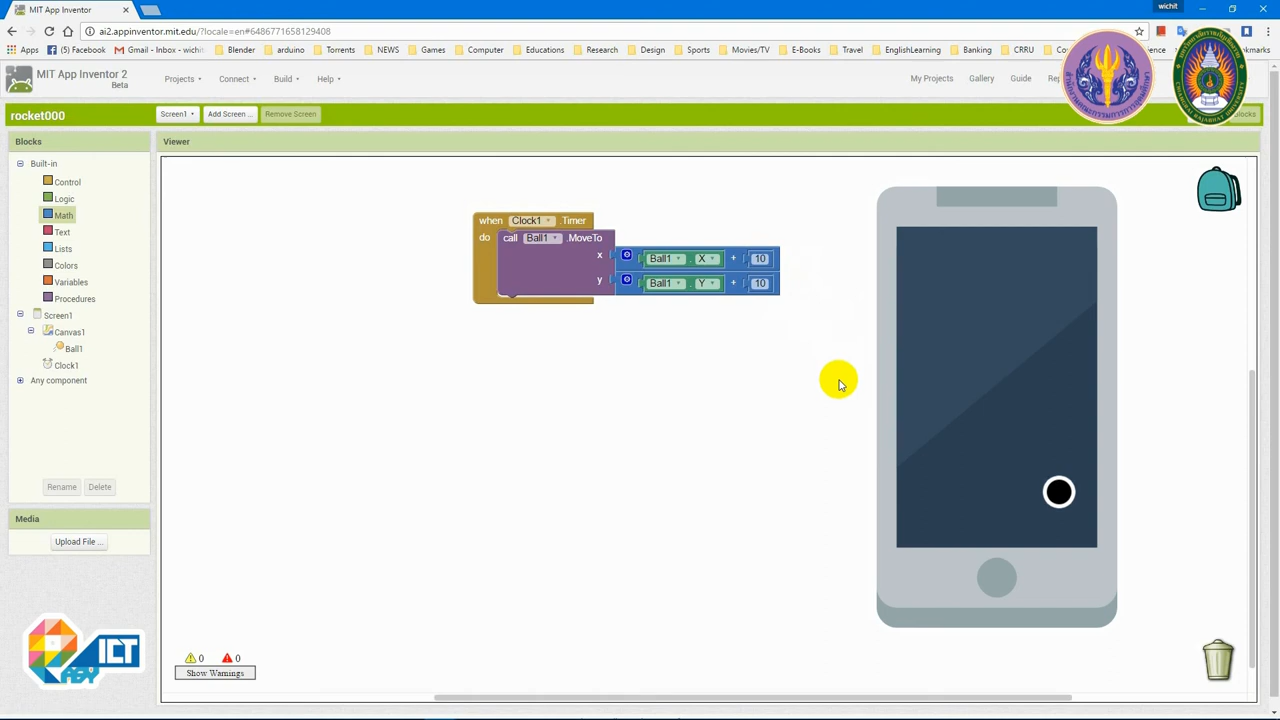 MIT App Inventor
wichit
ai2.appinventor.mit.edu/?locale=en#6486771658129408
Apps
(5) Facebook
Gmail - Inbox - wichit
Blender
arduino
Torrents
NEWS
Games
Computer
Educations
Research
Design
Sports
Movies/TV
E-Books
Travel
EnglishLearning
Banking
CRRU
MIT App Inventor 2
Beta
Projects
Connect
Build
Help
My Projects
Gallery
Guide
rocket000
Screen1
Add Screen ...
Remove Screen
Blocks
Blocks
Viewer
Built-in
Control
Logic
Math
Text
Lists
Colors
Variables
Procedures
Screen1
Canvas1
Ball1
Clock1
Any component
Rename
Delete
Media
Upload File ...
when Clock1 .Timer
do call Ball1 .MoveTo
x Ball1 . X + 10
y Ball1 . Y + 10
0 0
Show Warnings
ICT